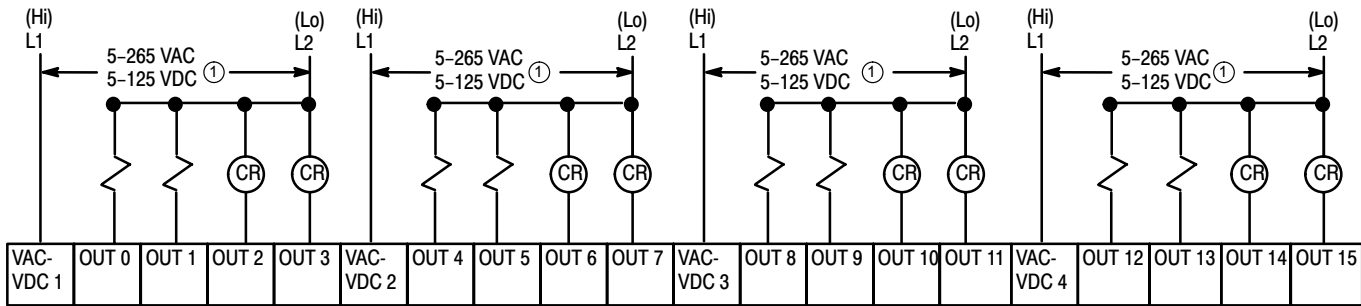 (Hi) (Lo) (Hi) (Lo) (Hi) (Lo) (Hi) (Lo)
L1 L2 L1 L2 L1 L2 L1 L2
5–265 VAC 5–265 VAC 5–265 VAC 5–265 VAC
5–125 VDC ① 5–125 VDC ① 5–125 VDC ① 5–125 VDC ①
CR CR CR CR CR CR CR CR
VAC- OUT 0 OUT 1 OUT 2 OUT 3 VAC- OUT 4 OUT 5 OUT 6 OUT 7 VAC- OUT 8 OUT 9 OUT 10 OUT 11 VAC- OUT 12 OUT 13 OUT 14 OUT 15
VDC 1 VDC 2 VDC 3 VDC 4